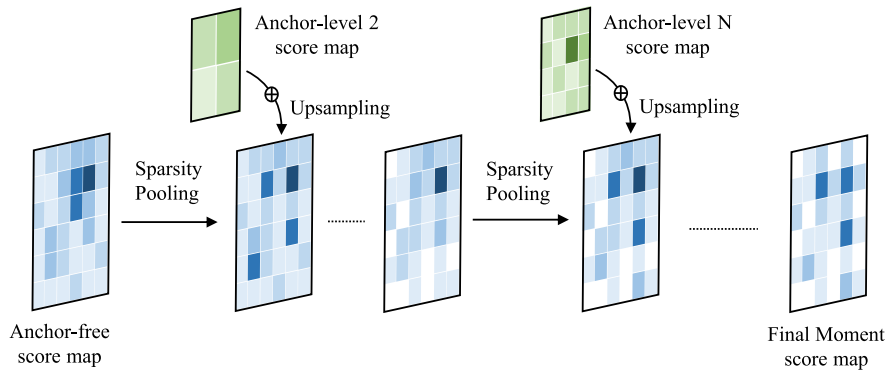 Anchor-level 2
score map
Anchor-level N
score map
Upsampling
Upsampling
Sparsity
Pooling
Sparsity
Pooling
Anchor-free
score map
Final Moment
score map